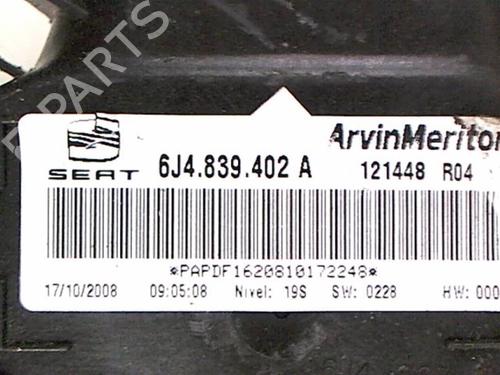 B-PARTS
ArvinMeritor
SEAT
6J4.839.402 A
121448 R04
*PAPDF1620810172248*
17/10/2008 09:05:08 Nivel: 19S SW: 0228 HW: 000